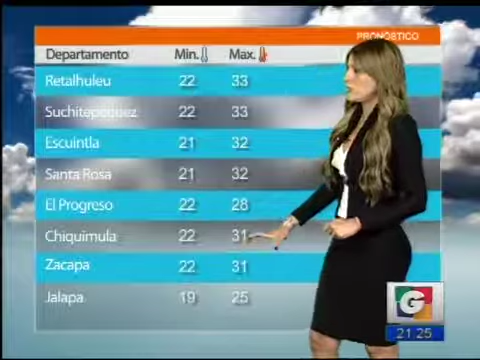 PRONÓSTICO
Departamento Min. Max.
Retalhuleu 22 33
Suchitepéquez 22 33
Escuintla 21 32
Santa Rosa 21 32
El Progreso 22 28
Chiquimula 22 31
Zacapa 22 31
Jalapa 19 25
G
21:25